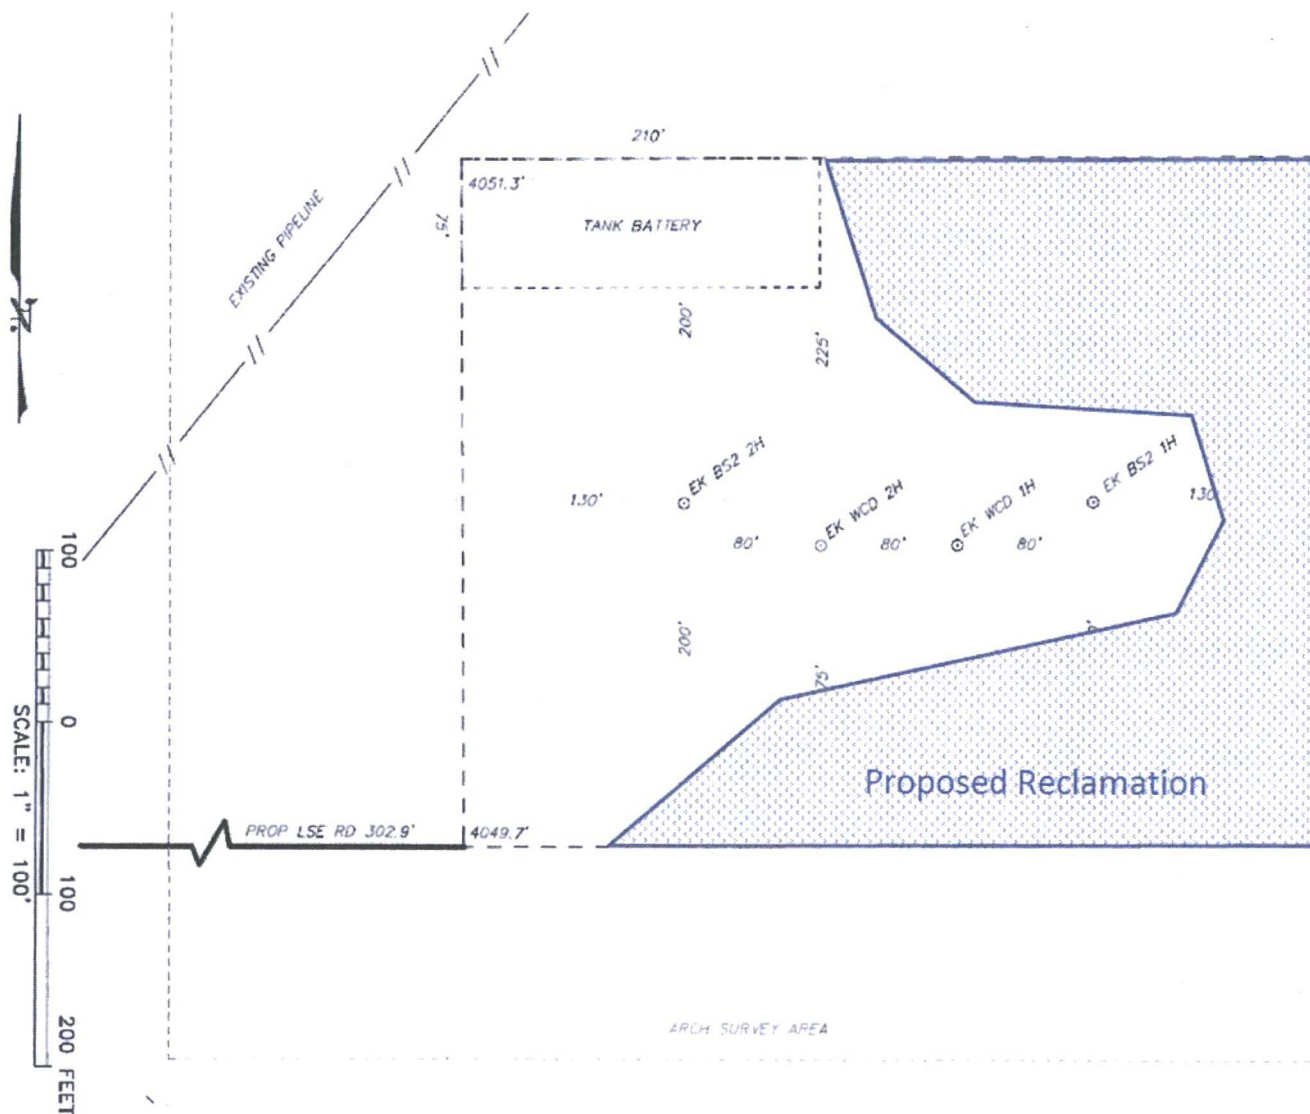 210'
4051.3'
75'
TANK BATTERY
EXISTING PIPELINE
200'
225'
EK BS2 2H
EK WCD 2H
EK WCD 1H
EK BS2 1H
130'
130
80'
80'
80'
200'
75'
Proposed Reclamation
PROP LSE RD 302.9'
4049.7'
ARCH SURVEY AREA
100
0
100
200 FEET
SCALE: 1" = 100'